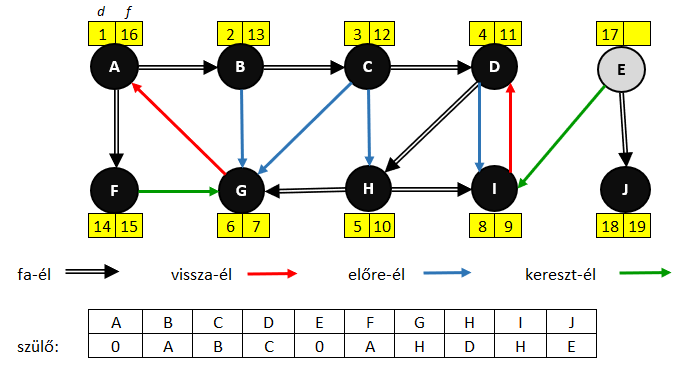 d f
1 16 2 13 3 12 4 11 17
A B C D E
F G H I J
14 15 6 7 5 10 8 9 18 19
fa-él vissza-él előre-él kereszt-él
A B C D E F G H I J
szülő: 0 A B C 0 A H D H E